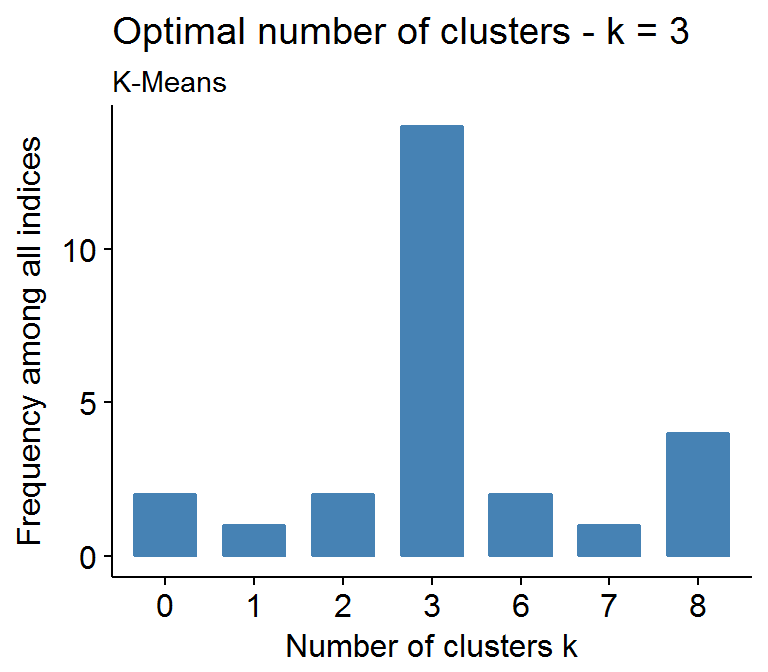 Optimal number of clusters - k = 3
K-Means
Frequency among all indices
10
5
0
0 1 2 3 6 7 8
Number of clusters k